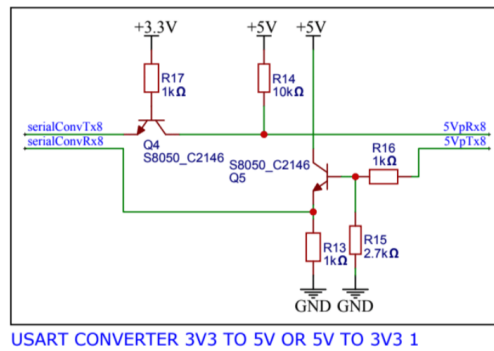 +3.3V +5V +5V
R17
1kΩ
R14
10kΩ
serialConvTx8 5VpRx8
serialConvRx8 5VpTx8
Q4
S8050_C2146
S8050_C2146
Q5
R16
1kΩ
R13
1kΩ
R15
2.7kΩ
GND GND
USART CONVERTER 3V3 TO 5V OR 5V TO 3V3 1